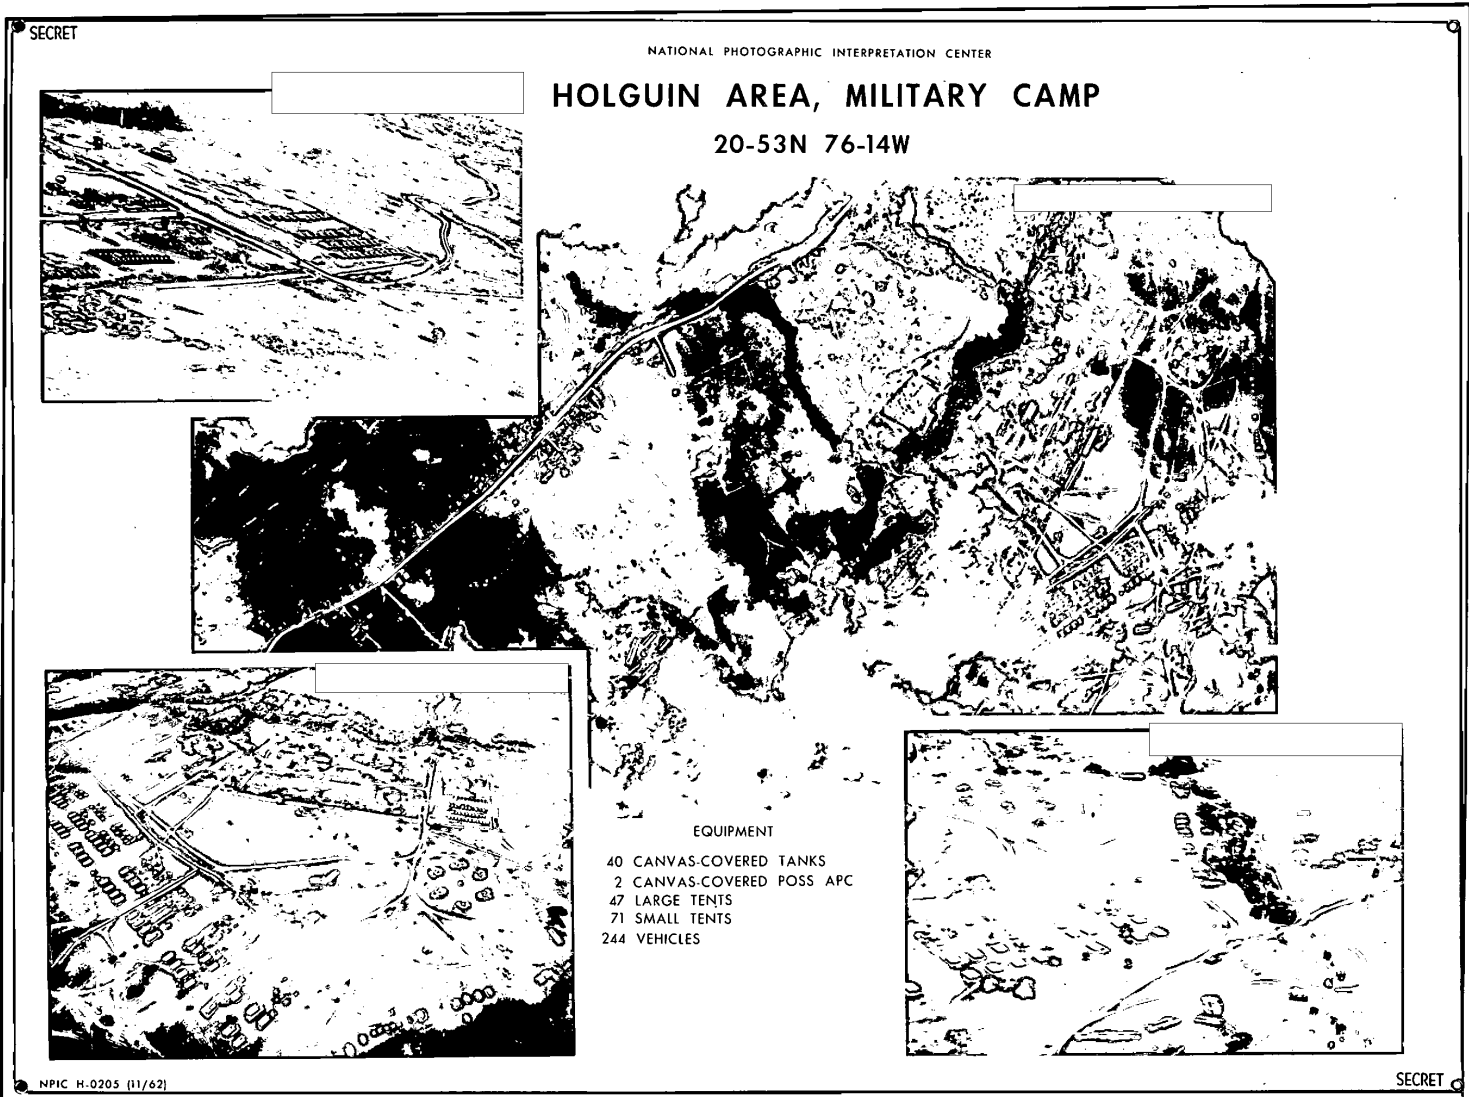 SECRET
NATIONAL PHOTOGRAPHIC INTERPRETATION CENTER
HOLGUIN AREA, MILITARY CAMP
20-53N 76-14W
EQUIPMENT
40 CANVAS-COVERED TANKS
2 CANVAS-COVERED POSS APC
47 LARGE TENTS
71 SMALL TENTS
244 VEHICLES
NPIC H-0205 (11/62)
SECRET